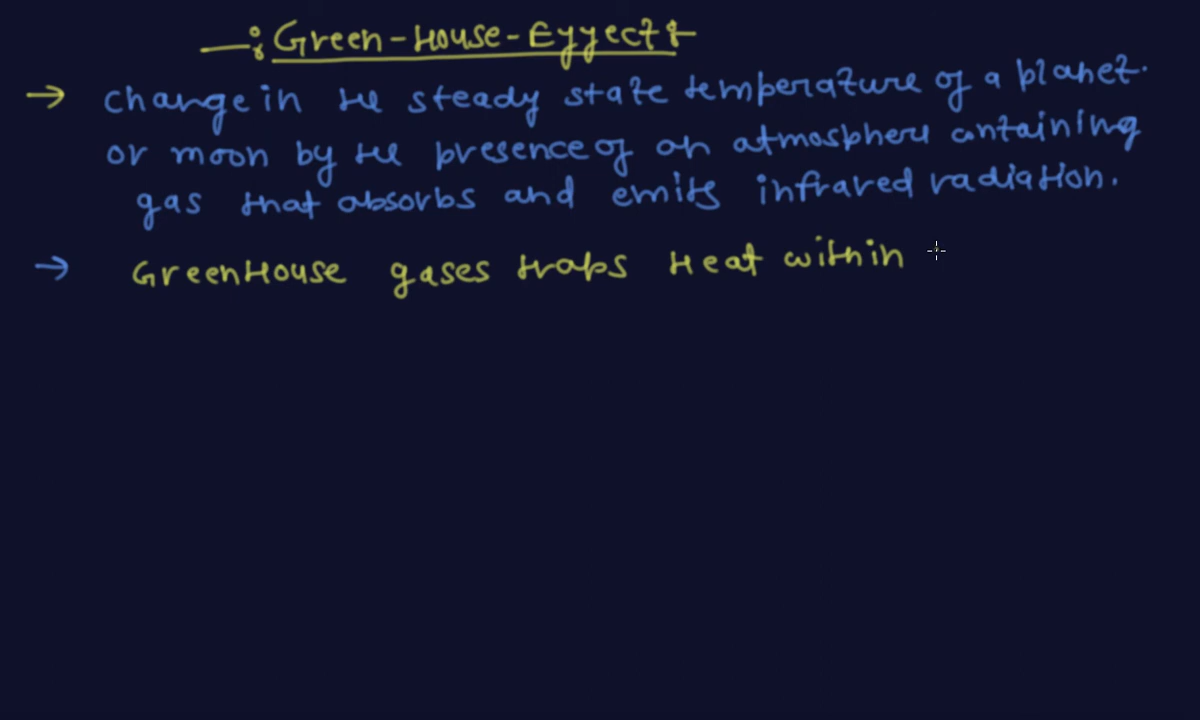 —: Green-House-Effect :—
→ Change in the steady state temperature of a planet.
or moon by the presence of an atmosphere containing
gas that absorbs and emits infrared radiation.
→ GreenHouse gases traps Heat within